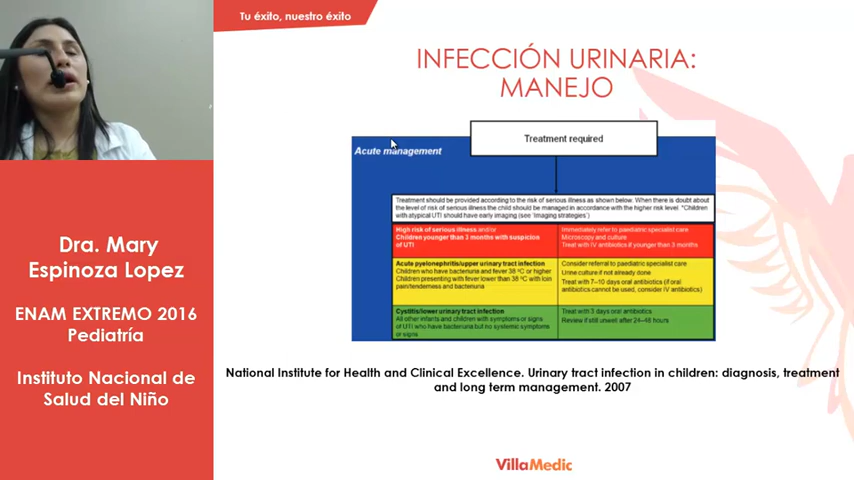 Tu éxito, nuestro éxito
INFECCIÓN URINARIA:
MANEJO
Treatment required
Acute management
Treatment should be provided according to the risk of serious illness as shown below. When there is doubt about
the level of risk of serious illness the child should be managed in accordance with the higher risk level. *Children
with atypical UTI should have early imaging (see 'Imaging strategies')
High risk of serious illness and/or
Children younger than 3 months with suspicion
of UTI
Immediately refer to paediatric specialist care
Microscopy and culture
Treat with IV antibiotics if younger than 3 months
Acute pyelonephritis/upper urinary tract infection
Children who have bacteriuria and fever 38 ºC or higher
Children presenting with fever lower than 38 ºC with loin
pain/tenderness and bacteriuria
Consider referral to paediatric specialist care
Urine culture if not already done
Treat with 7–10 days oral antibiotics (if oral
antibiotics cannot be used, consider IV antibiotics)
Cystitis/lower urinary tract infection
All other infants and children with symptoms or signs
of UTI who have bacteriuria but no systemic symptoms
or signs
Treat with 3 days oral antibiotics
Review if still unwell after 24–48 hours
National Institute for Health and Clinical Excellence. Urinary tract infection in children: diagnosis, treatment
and long term management. 2007
Dra. Mary
Espinoza Lopez
ENAM EXTREMO 2016
Pediatría
Instituto Nacional de
Salud del Niño
VillaMedic